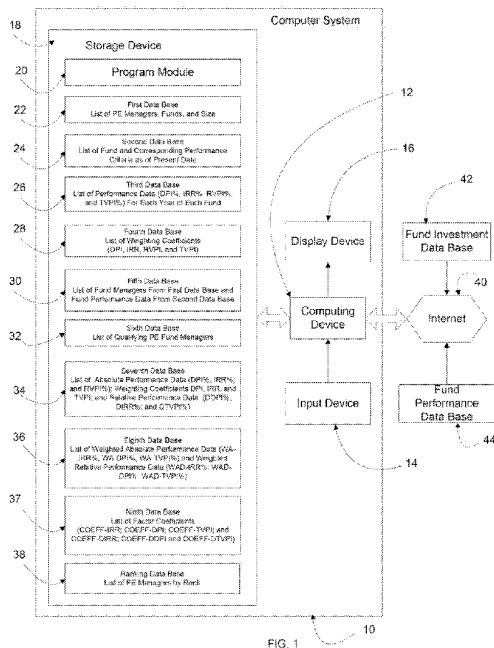 Computer System
18
Storage Device
20
Program Module
22
First Data Base
List of PE Managers, Funds, and Size
12
24
Second Data Base
List of Fund and Corresponding Performance
Criteria as of Present Date
16
42
26
Third Data Base
List of Performance Data (DPI%, IRR%, RVPI%,
and TVPI%) For Each Year of Each Fund
Display Device
Fund Investment
Data Base
28
Fourth Data Base
List of Weighting Coefficients
(DPI, IRR, RVPI and TVPI)
40
30
Fifth Data Base
List of Fund Managers From First Data Base and
Fund Performance Data From Second Data Base
Computing
Device
Internet
32
Sixth Data Base
List of Qualifying PE Fund Managers
34
Seventh Data Base
List of Absolute Performance Data (DPI%, IRR%;
and RVPI%); Weighting Coefficients DPI, IRR, and
TVPI; and Relative Performance Data (DDPI%;
DIRR%; and DTVPI%)
Input Device
Fund Performance
Data Base
14
44
36
Eighth Data Base
List of Weighted Absolute Performance Data (WA-
IRR%, WA-DPI%, WA-TVPI%) and Weighted
Relative Performance Data (WAD-IRR%; WAD-
DPI%; WAD-TVPI%)
37
Ninth Data Base
List of Factor Coefficients
(COEFF-IRR; COEFF-DPI; COEFF-TVPI; and
COEFF-DIRR; COEFF-DDPI and COEFF-DTVPI)
38
Ranking Data Base
List of PE Managers by Rank
10
FIG. 1